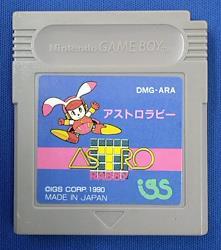 Nintendo GAME BOY
DMG-ARA
アストロラビー
ASTRO
igs
©IGS CORP. 1990
MADE IN JAPAN